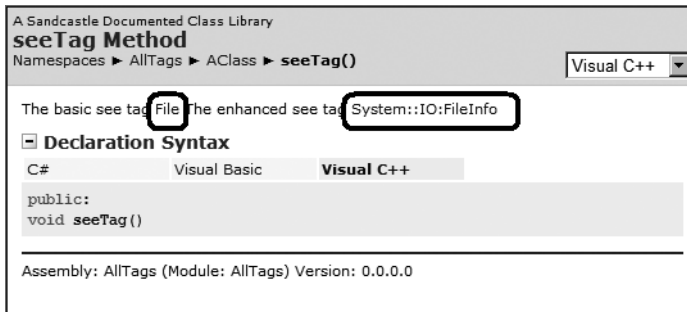 A Sandcastle Documented Class Library
seeTag Method
Namespaces ► AllTags ► AClass ► seeTag()
Visual C++
The basic see tag File The enhanced see tag System::IO:FileInfo
Declaration Syntax
C# Visual Basic Visual C++
public:
void seeTag()
Assembly: AllTags (Module: AllTags) Version: 0.0.0.0